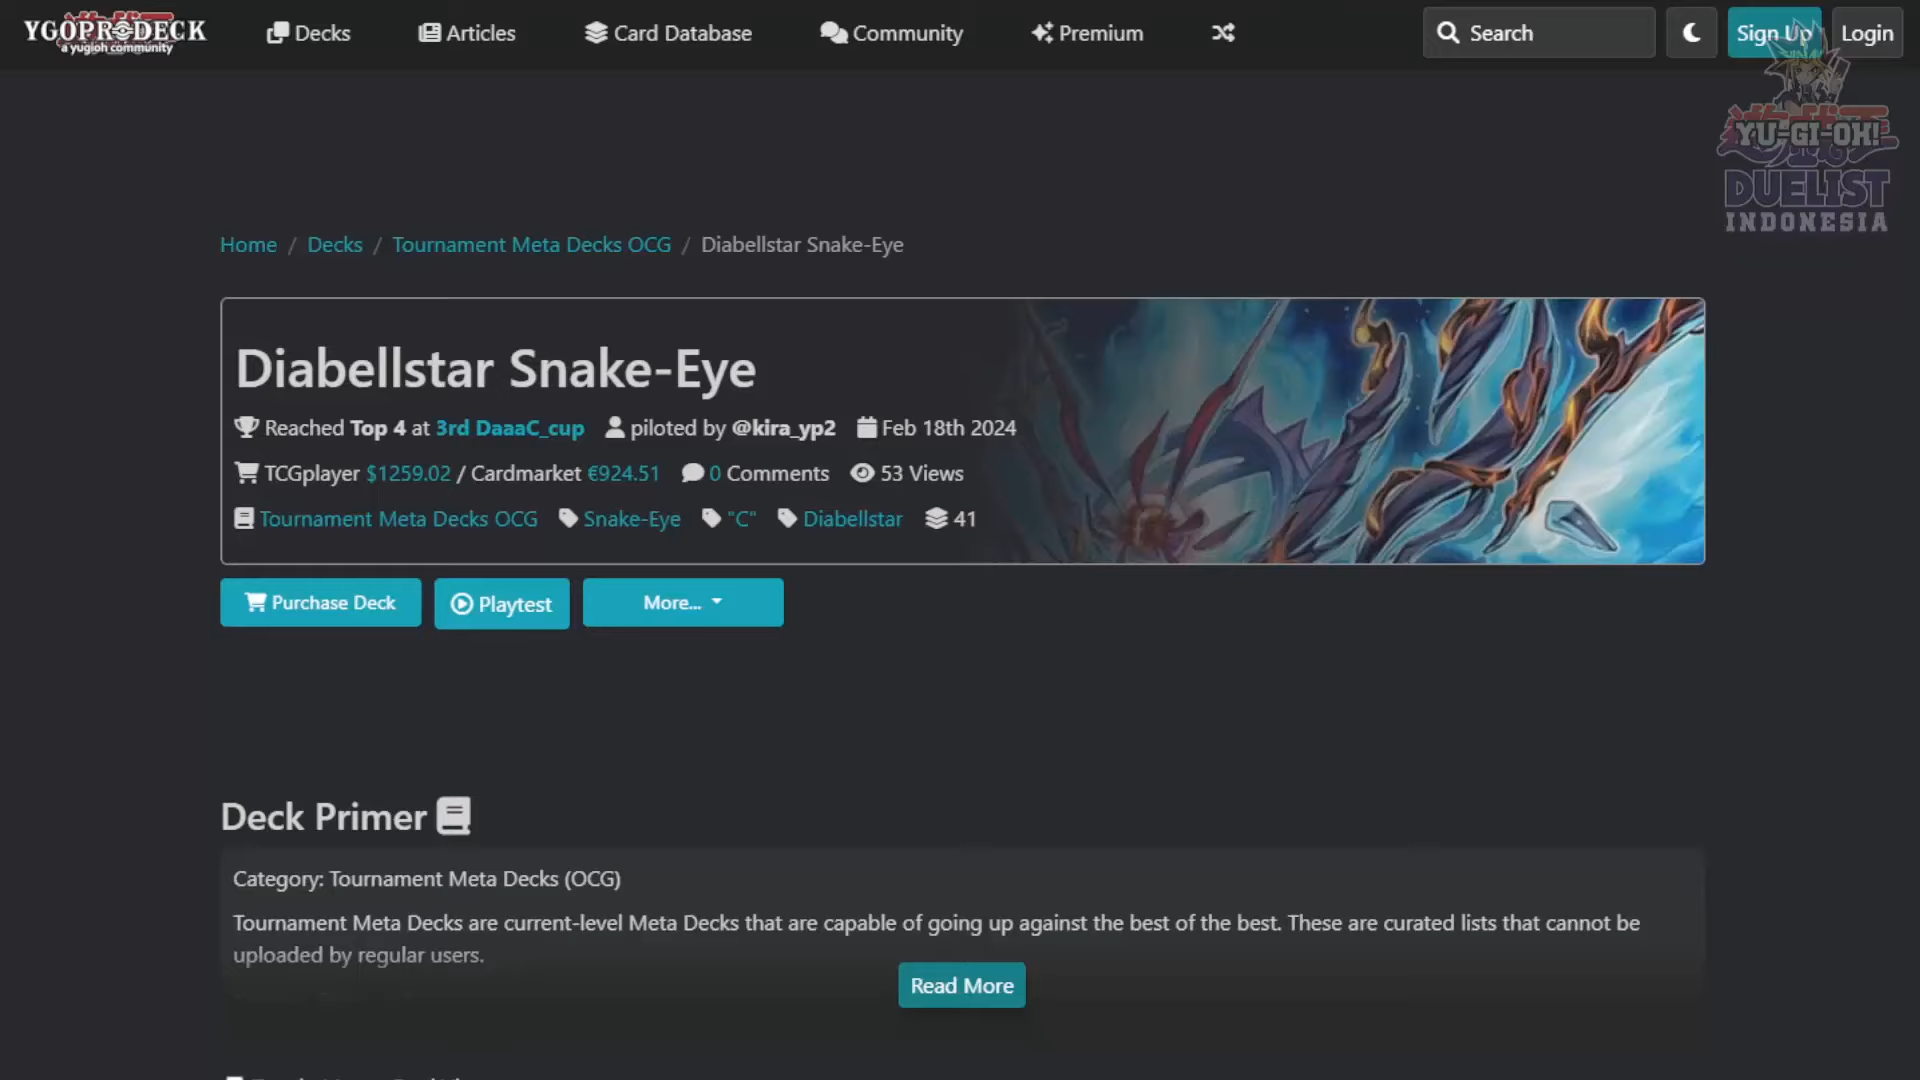 YGOPRODECK
a yugioh community
Decks
Articles
Card Database
Community
Premium
Search
Sign Up
Login
YU-GI-OH!
DUELIST
INDONESIA
Home / Decks / Tournament Meta Decks OCG / Diabellstar Snake-Eye
Diabellstar Snake-Eye
Reached Top 4 at 3rd DaaaC_cup piloted by @kira_yp2 Feb 18th 2024
TCGplayer $1259.02 / Cardmarket €924.51 0 Comments 53 Views
Tournament Meta Decks OCG Snake-Eye "C" Diabellstar 41
Purchase Deck
Playtest
More...
Deck Primer
Category: Tournament Meta Decks (OCG)
Tournament Meta Decks are current-level Meta Decks that are capable of going up against the best of the best. These are curated lists that cannot be
uploaded by regular users.
Read More